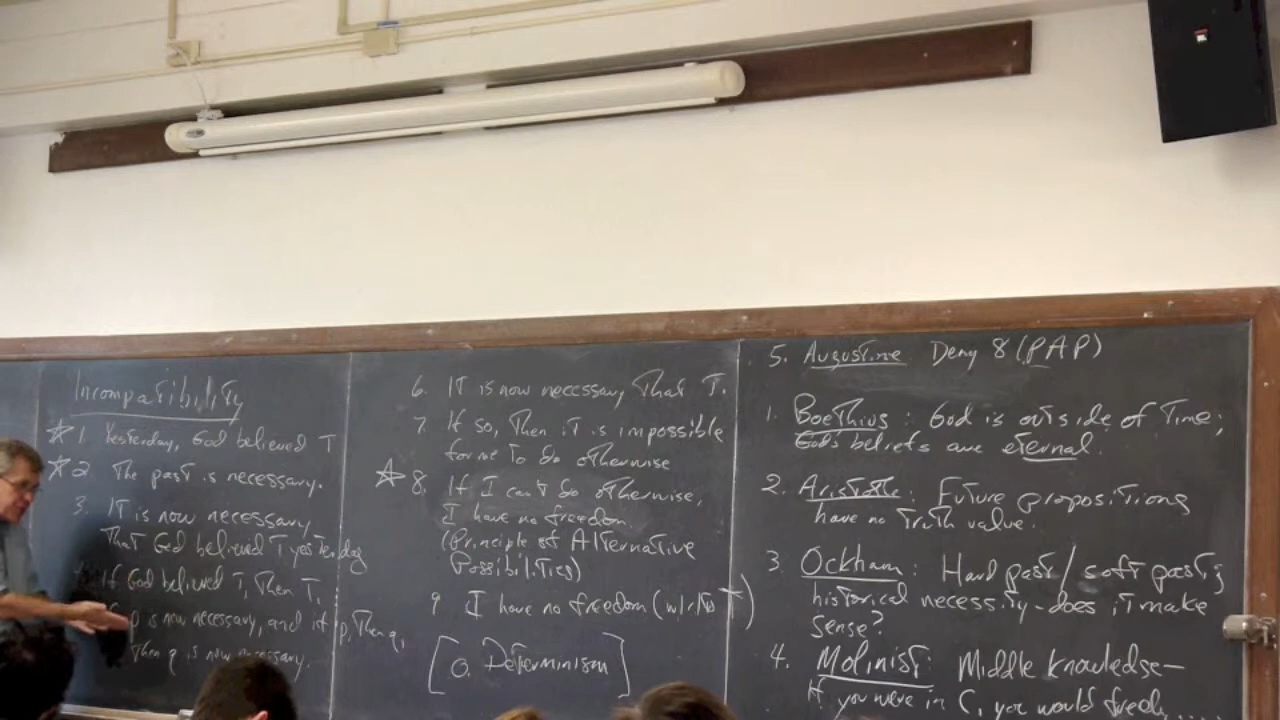 Incompatibility
1. Yesterday, God believed T
2 The past is necessary.
3. It is now necessary
That God believed T yesterday
If God believed T, Then T.
p is now necessary, and if p, Then q,
Then q is now necessary.
6. It is now necessary That T.
7. If so, Then it is impossible
for me To do otherwise
8. If I can't do otherwise,
I have no freedom
(Principle of Alternative
Possibilities)
9 I have no freedom (w/r/to T)
[0. Determinism]
5. Augustine Deny 8 (PAP)
1. Boethius: God is outside of Time;
God's beliefs are eternal.
2. Aristotle: Future propositions
have no Truth value.
3. Ockham: Hard past/soft past;
historical necessity - does it make
sense?
4. Molinist: Middle knowledge—
If you were in C, you would freely....